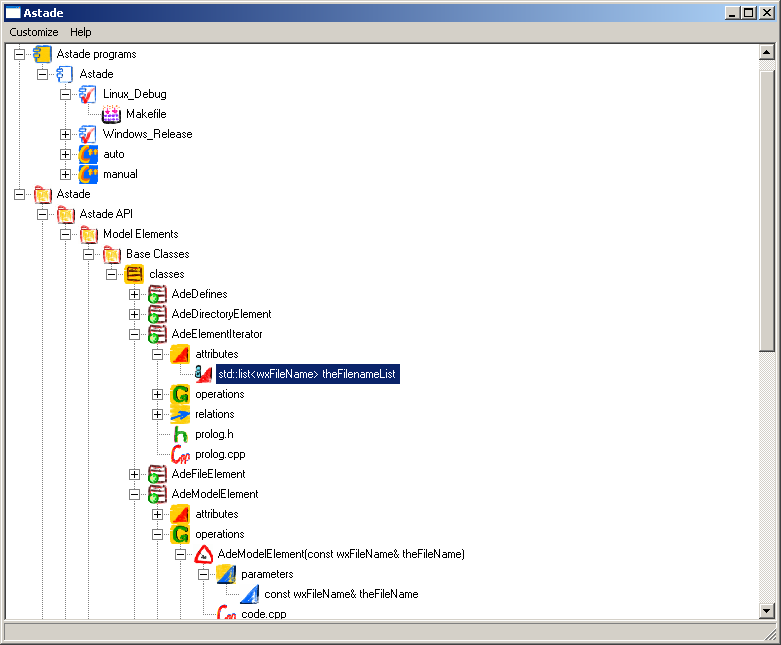 Astade
Customize Help
Astade programs
Astade
Linux_Debug
Makefile
Windows_Release
auto
manual
Astade
Astade API
Model Elements
Base Classes
classes
AdeDefines
AdeDirectoryElement
AdeElementIterator
attributes
std::list<wxFileName> theFilenameList
operations
relations
prolog.h
prolog.cpp
AdeFileElement
AdeModelElement
attributes
operations
AdeModelElement(const wxFileName& theFileName)
parameters
const wxFileName& theFileName
code.cpp